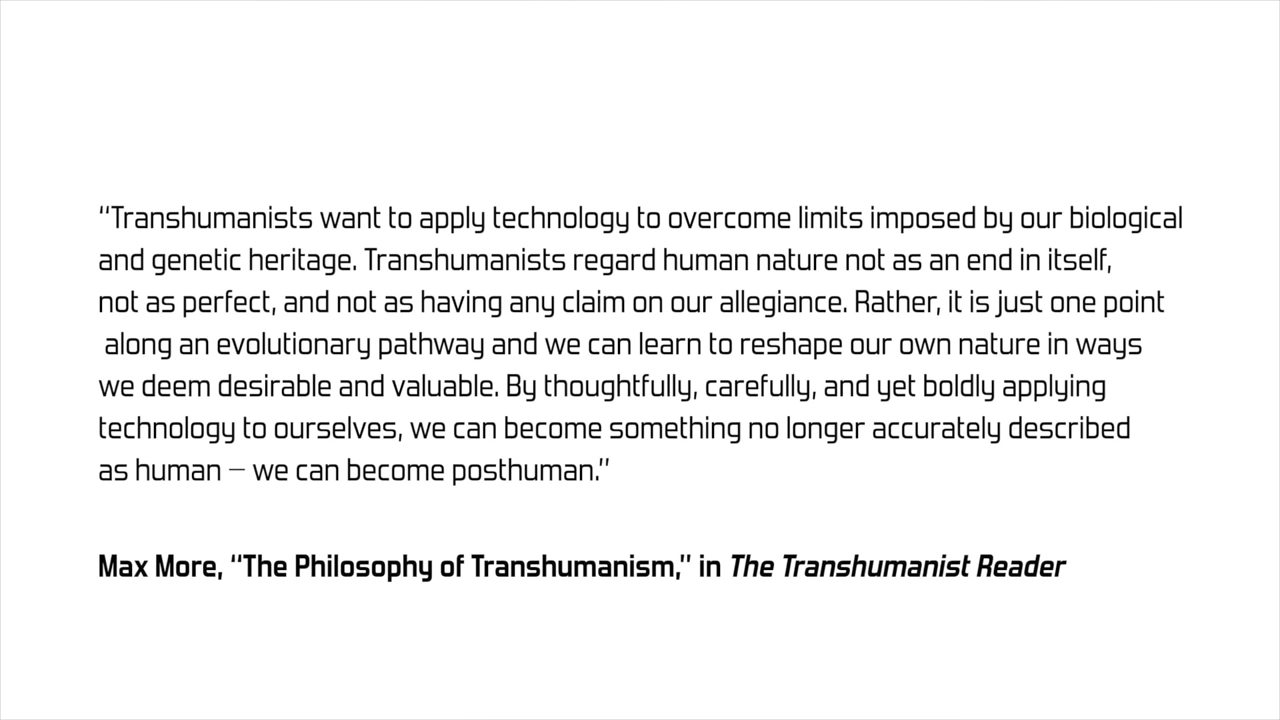 “Transhumanists want to apply technology to overcome limits imposed by our biological
and genetic heritage. Transhumanists regard human nature not as an end in itself,
not as perfect, and not as having any claim on our allegiance. Rather, it is just one point
along an evolutionary pathway and we can learn to reshape our own nature in ways
we deem desirable and valuable. By thoughtfully, carefully, and yet boldly applying
technology to ourselves, we can become something no longer accurately described
as human – we can become posthuman.”
Max More, “The Philosophy of Transhumanism,” in The Transhumanist Reader